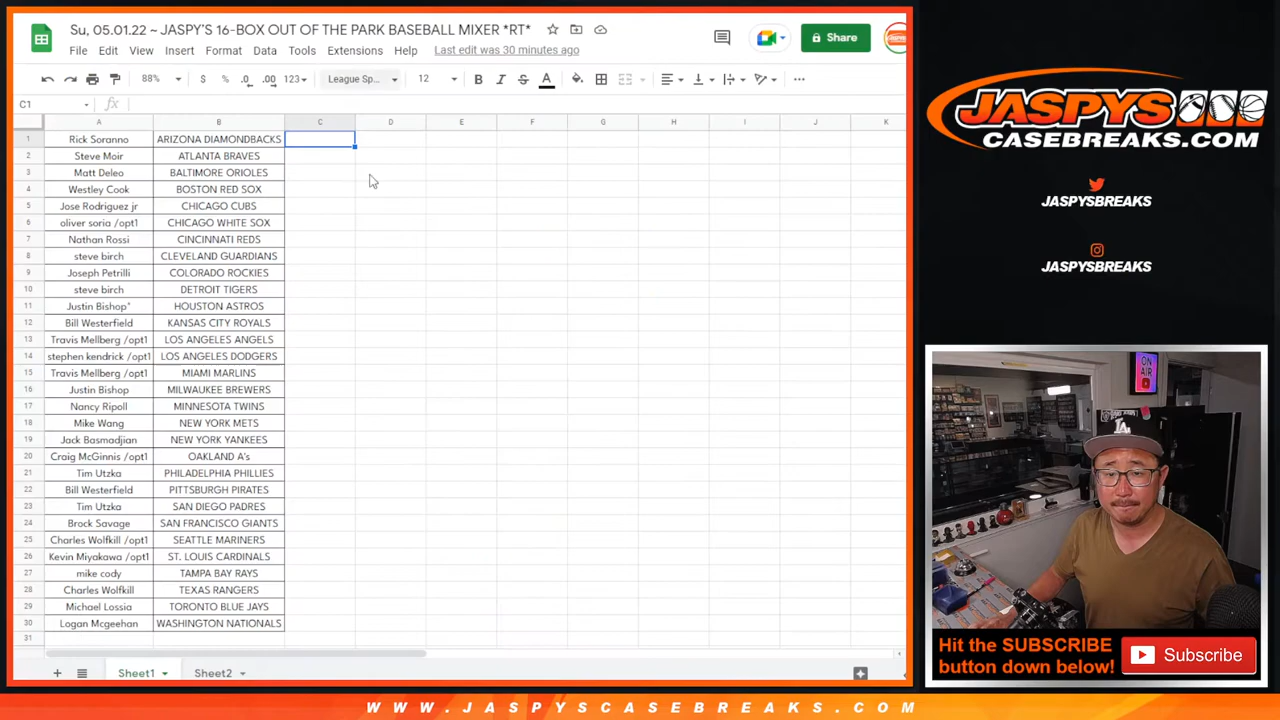 Su, 05.01.22 ~ JASPY'S 16-BOX OUT OF THE PARK BASEBALL MIXER *RT*
File Edit View Insert Format Data Tools Extensions Help Last edit was 30 minutes ago
Share
88% $ % .0 .00 123 League Sp... 12 B I S A
C1 fx
A B C D E F G H I J K
1 Rick Soranno ARIZONA DIAMONDBACKS
2 Steve Moir ATLANTA BRAVES
3 Matt Deleo BALTIMORE ORIOLES
4 Westley Cook BOSTON RED SOX
5 Jose Rodriguez jr CHICAGO CUBS
6 oliver soria /opt1 CHICAGO WHITE SOX
7 Nathan Rossi CINCINNATI REDS
8 steve birch CLEVELAND GUARDIANS
9 Joseph Petrilli COLORADO ROCKIES
10 steve birch DETROIT TIGERS
11 Justin Bishop* HOUSTON ASTROS
12 Bill Westerfield KANSAS CITY ROYALS
13 Travis Mellberg /opt1 LOS ANGELES ANGELS
14 stephen kendrick /opt1 LOS ANGELES DODGERS
15 Travis Mellberg /opt1 MIAMI MARLINS
16 Justin Bishop MILWAUKEE BREWERS
17 Nancy Ripoll MINNESOTA TWINS
18 Mike Wang NEW YORK METS
19 Jack Basmadjian NEW YORK YANKEES
20 Craig McGinnis /opt1 OAKLAND A's
21 Tim Utzka PHILADELPHIA PHILLIES
22 Bill Westerfield PITTSBURGH PIRATES
23 Tim Utzka SAN DIEGO PADRES
24 Brock Savage SAN FRANCISCO GIANTS
25 Charles Wolfkill /opt1 SEATTLE MARINERS
26 Kevin Miyakawa /opt1 ST. LOUIS CARDINALS
27 mike cody TAMPA BAY RAYS
28 Charles Wolfkill TEXAS RANGERS
29 Michael Lossia TORONTO BLUE JAYS
30 Logan Mcgeehan WASHINGTON NATIONALS
31
Sheet1 Sheet2
JASPYS
CASEBREAKS.COM
JASPYSBREAKS
JASPYSBREAKS
ON
AIR
LA
Hit the SUBSCRIBE
button down below!
Subscribe
WWW.JASPYSCASEBREAKS.COM